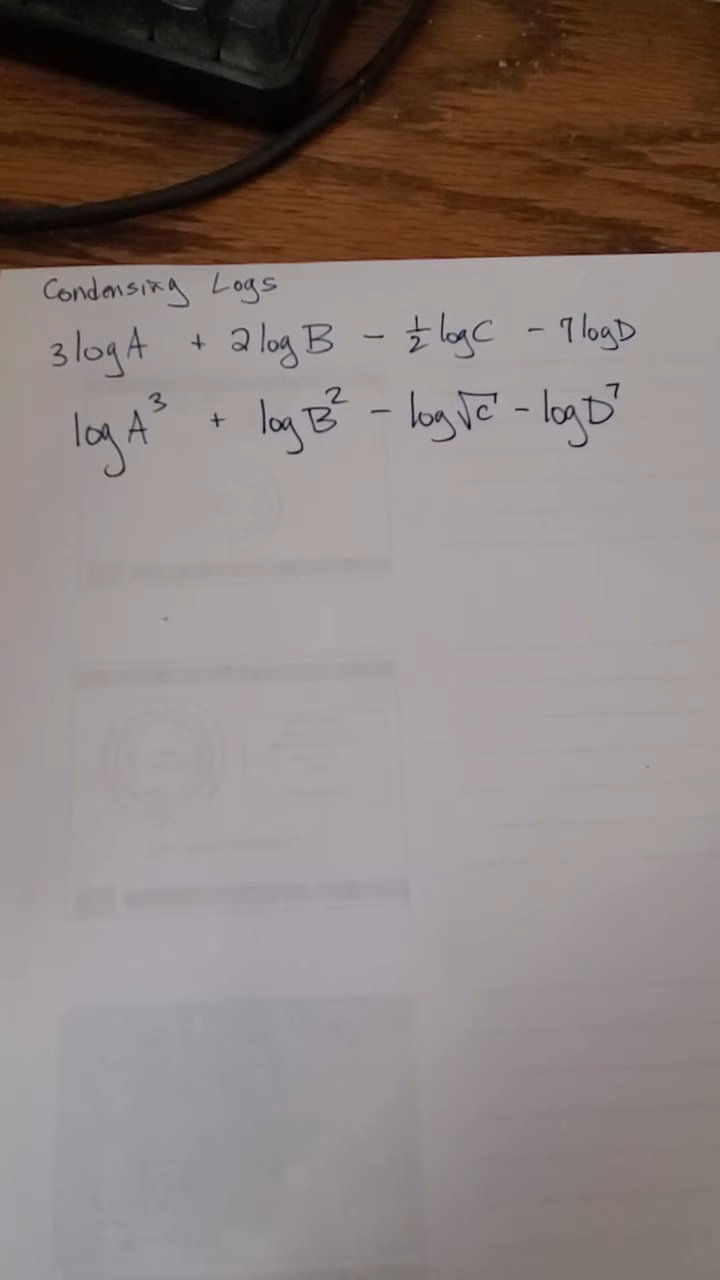 Condensing Logs
3logA + 2logB - ½logC - 7logD
logA³ + logB² - log√C - logD⁷